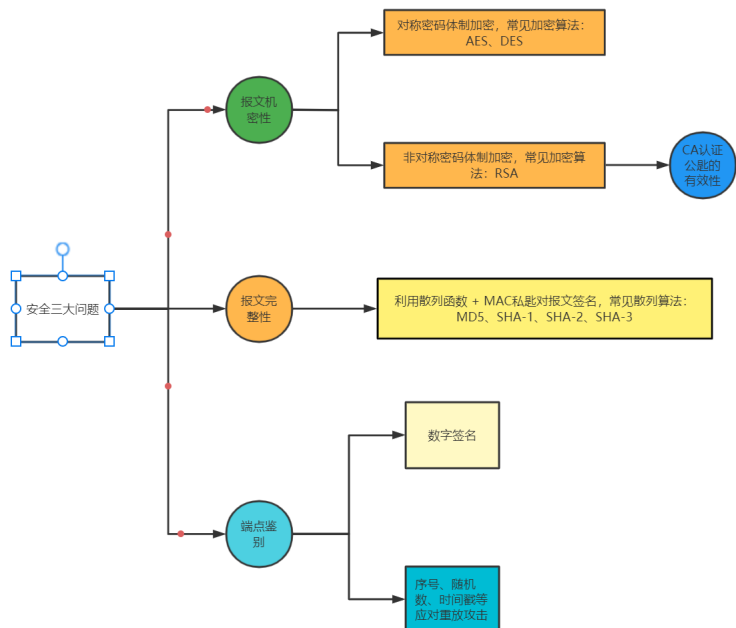 对称密码体制加密，常见加密算法：
AES、DES
报文机
密性
非对称密码体制加密，常见加密算
法：RSA
CA认证
公匙的
有效性
安全三大问题
报文完
整性
利用散列函数 + MAC私匙对报文签名，常见散列算法：
MD5、SHA-1、SHA-2、SHA-3
数字签名
端点鉴
别
序号、随机
数、时间戳等
应对重放攻击